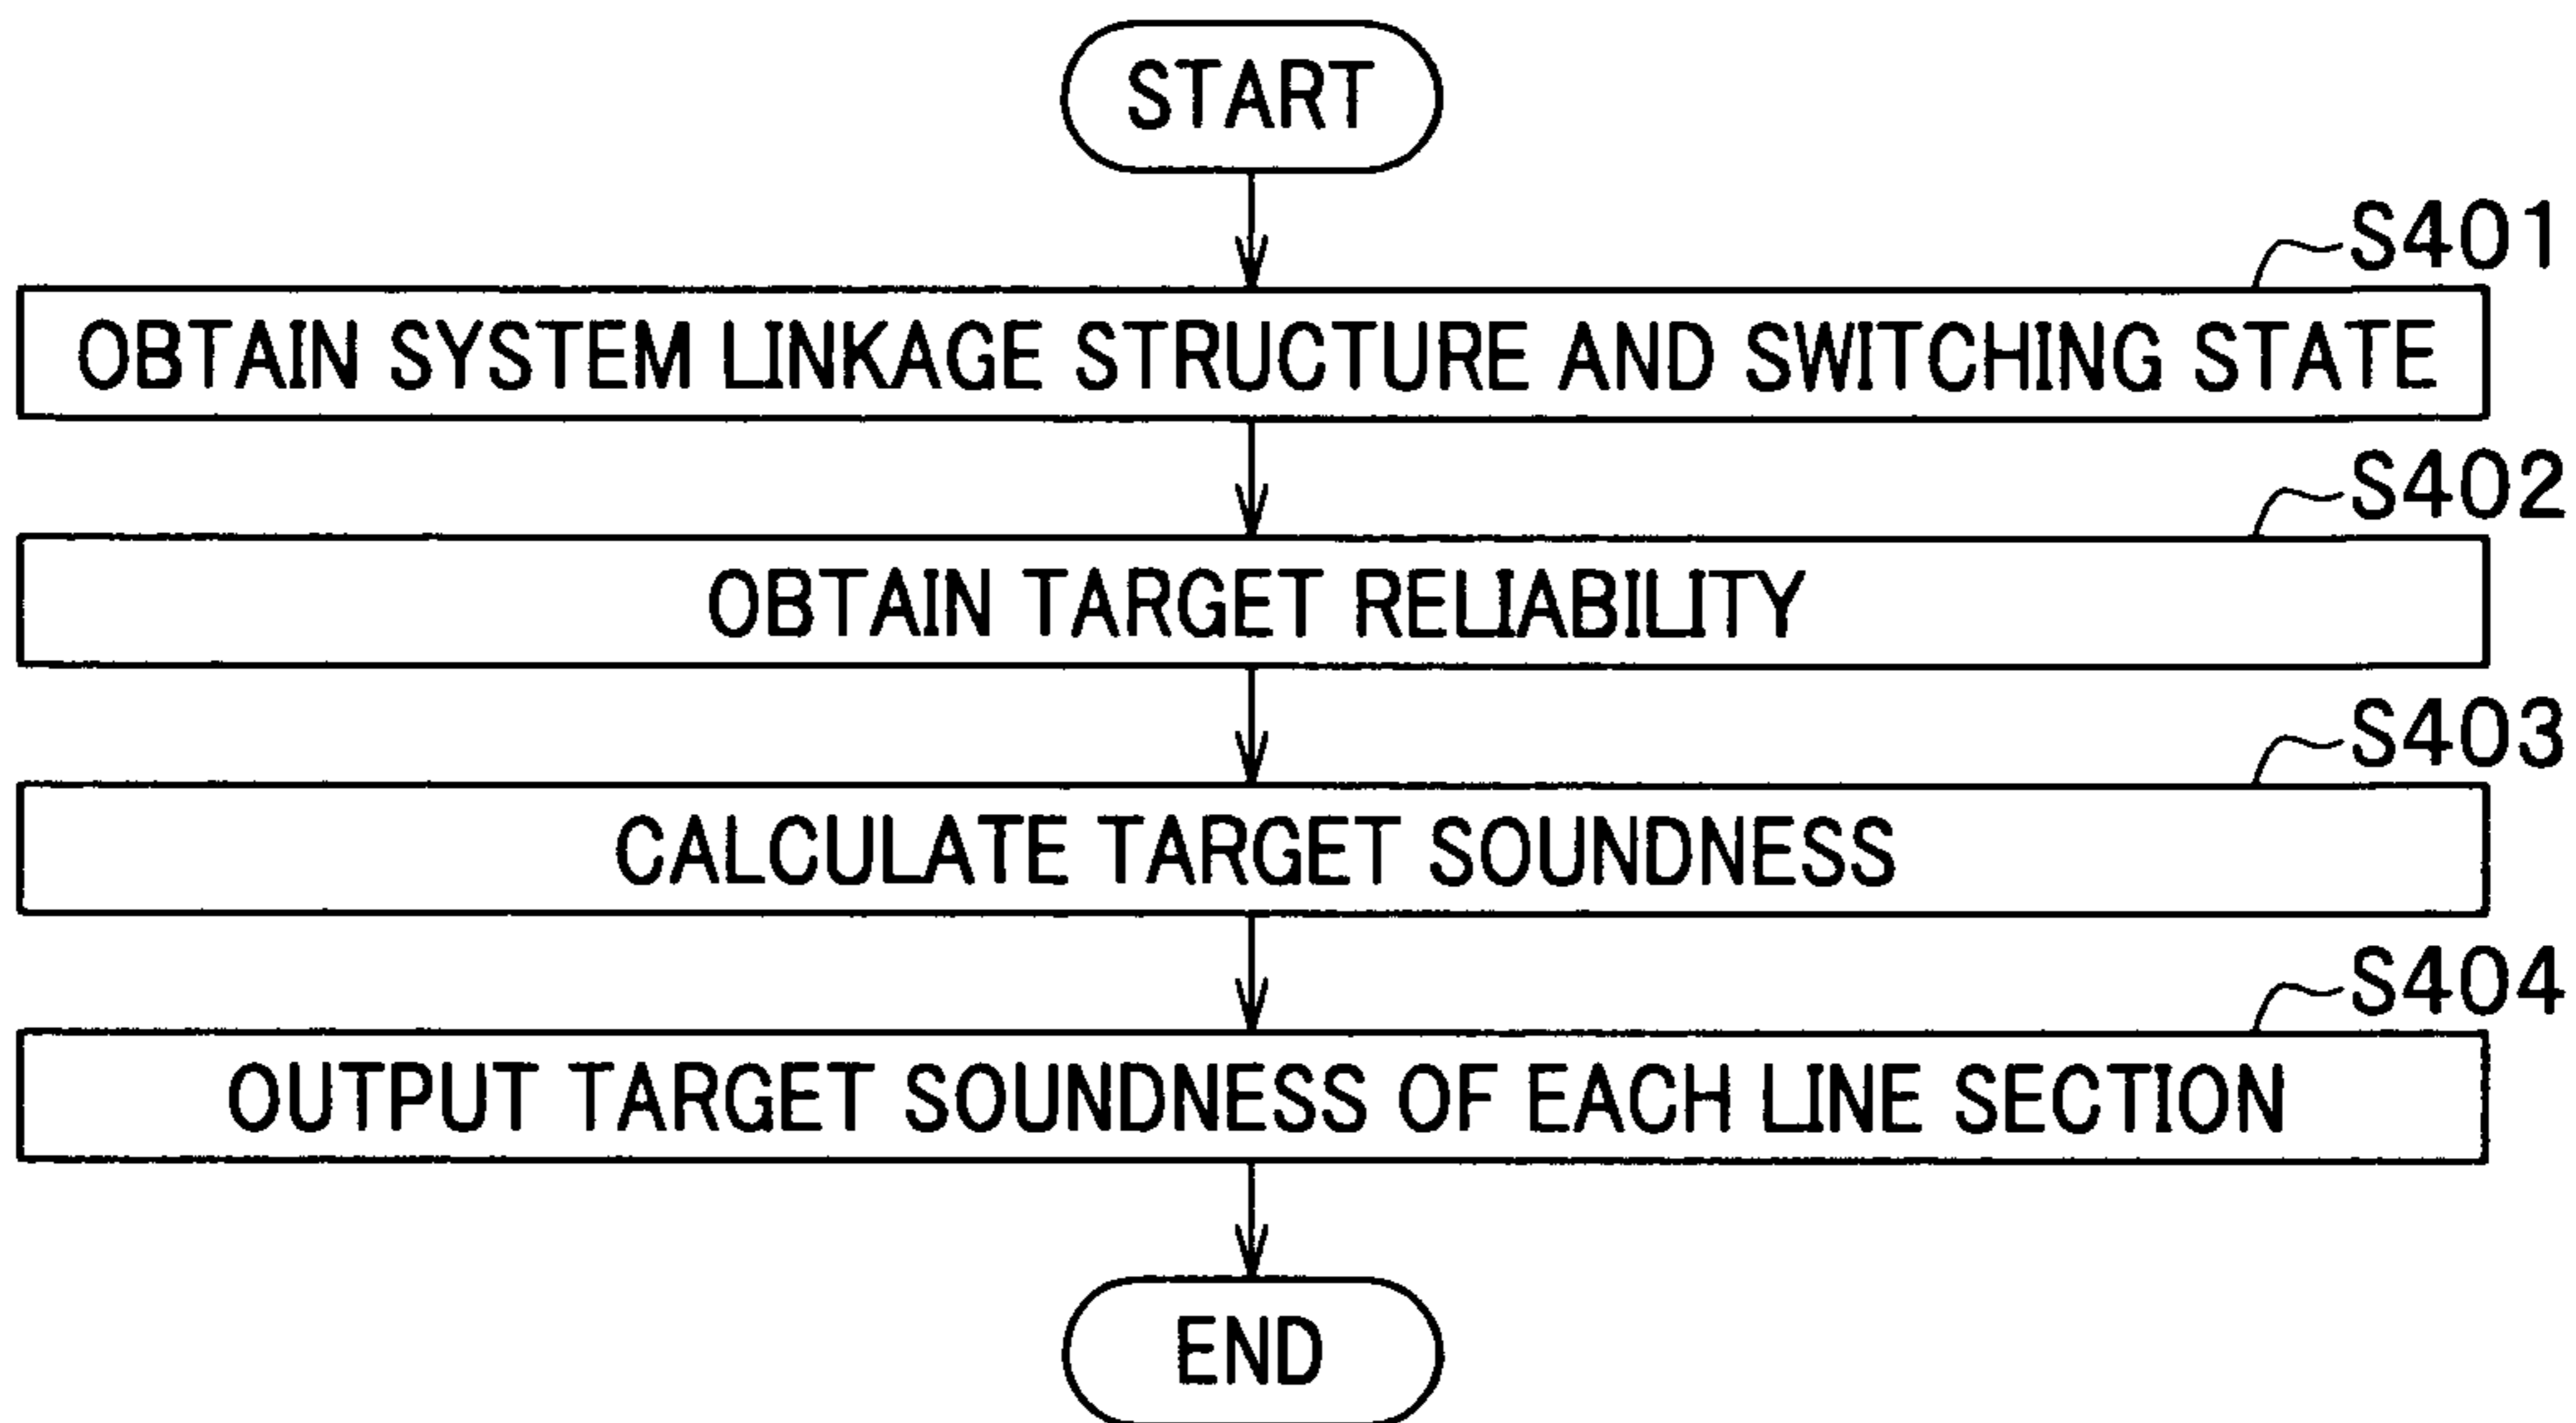 START
S401
OBTAIN SYSTEM LINKAGE STRUCTURE AND SWITCHING STATE
S402
OBTAIN TARGET RELIABILITY
S403
CALCULATE TARGET SOUNDNESS
S404
OUTPUT TARGET SOUNDNESS OF EACH LINE SECTION
END